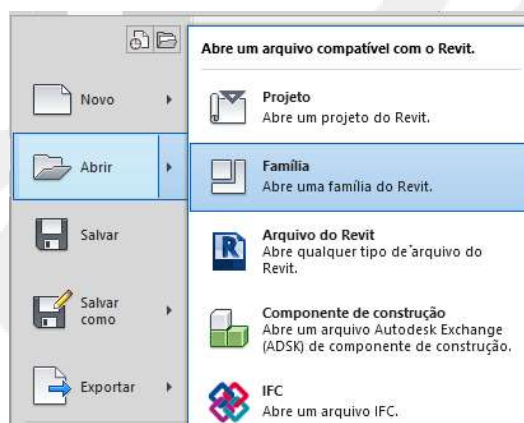 Abre um arquivo compatível com o Revit.
Novo
Projeto
Abre um projeto do Revit.
Abrir
Família
Abre uma família do Revit.
Salvar
Arquivo do Revit
Abre qualquer tipo de arquivo do
Revit.
Salvar
como
Componente de construção
Abre um arquivo Autodesk Exchange
(ADSK) de componente de construção.
Exportar
IFC
Abre um arquivo IFC.